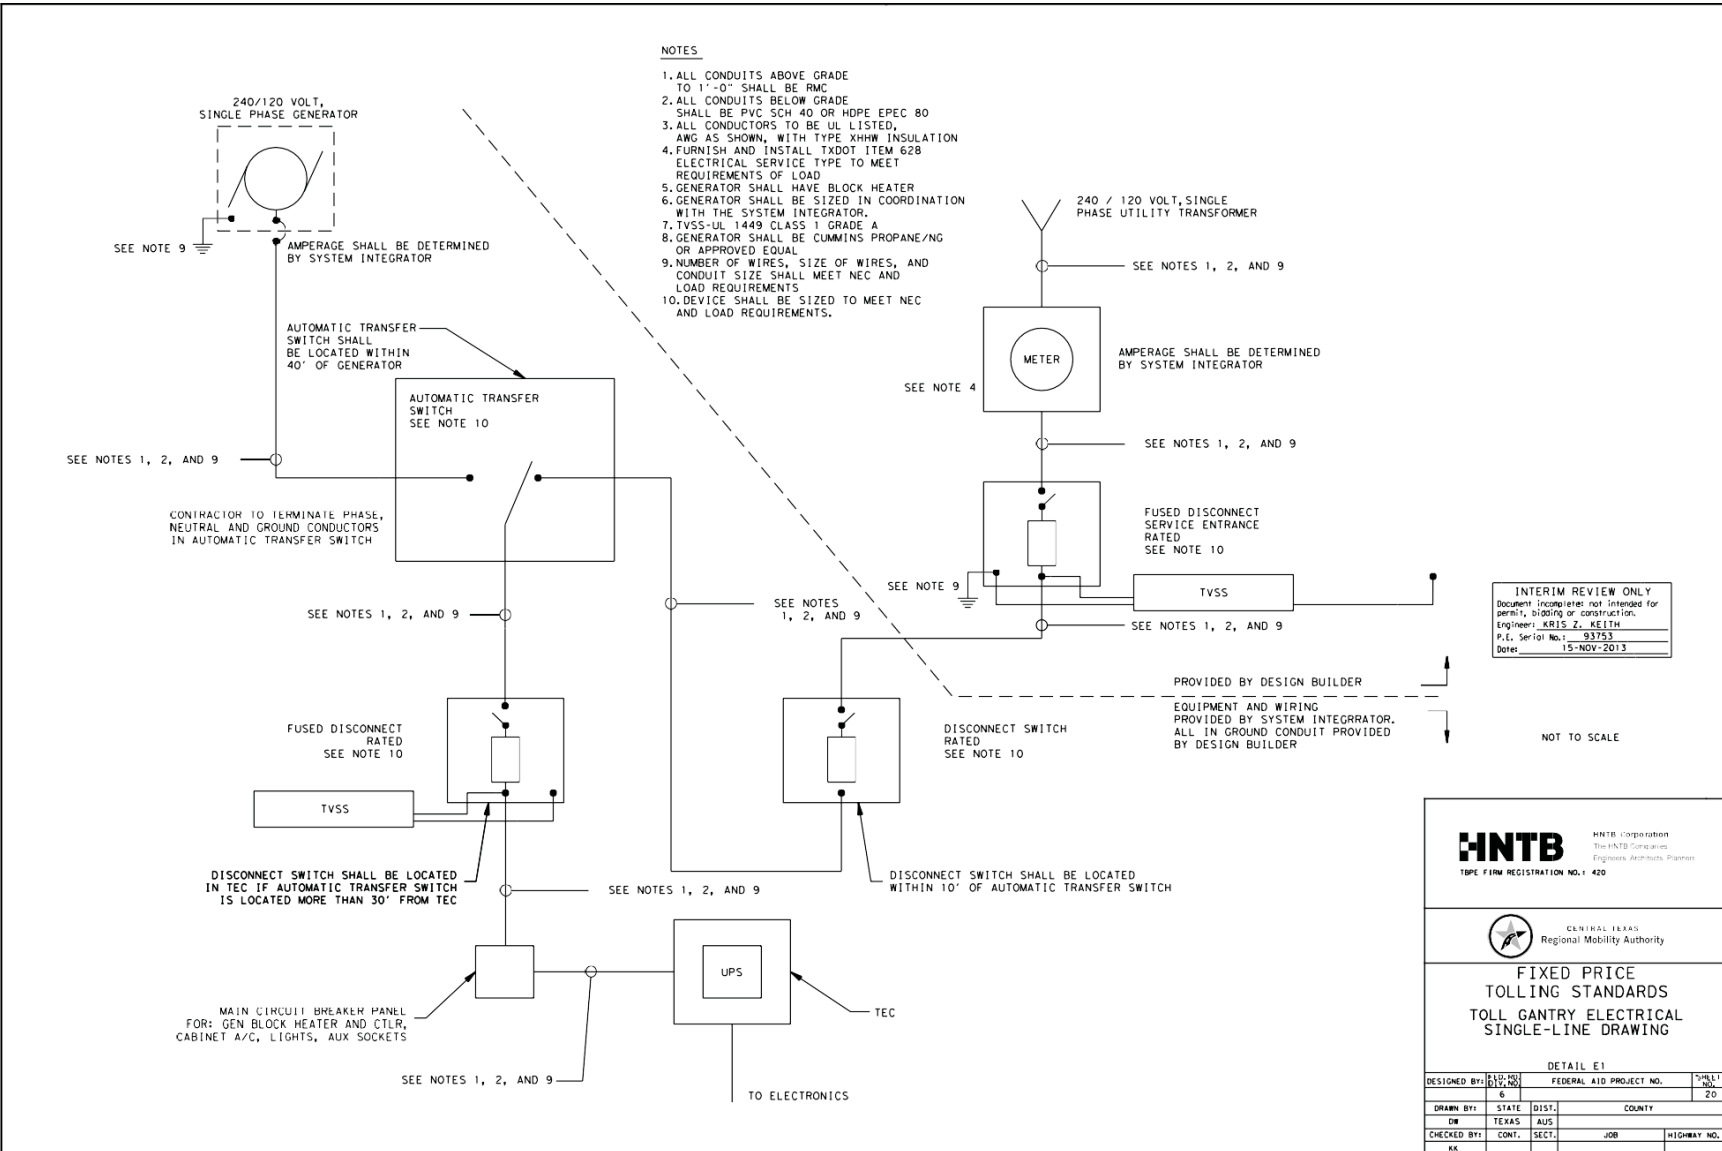 NOTES
1. ALL CONDUITS ABOVE GRADE
TO 1'-0" SHALL BE RMC
2. ALL CONDUITS BELOW GRADE
SHALL BE PVC SCH 40 OR HDPE EPEC 80
3. ALL CONDUCTORS TO BE UL LISTED,
AWG AS SHOWN, WITH TYPE XHHW INSULATION
4. FURNISH AND INSTALL TXDOT ITEM 628
ELECTRICAL SERVICE TYPE TO MEET
REQUIREMENTS OF LOAD
5. GENERATOR SHALL HAVE BLOCK HEATER
6. GENERATOR SHALL BE SIZED IN COORDINATION
WITH THE SYSTEM INTEGRATOR.
7. TVSS-UL 1449 CLASS 1 GRADE A
8. GENERATOR SHALL BE CUMMINS PROPANE/NG
OR APPROVED EQUAL
9. NUMBER OF WIRES, SIZE OF WIRES, AND
CONDUIT SIZE SHALL MEET NEC AND
LOAD REQUIREMENTS
10. DEVICE SHALL BE SIZED TO MEET NEC
AND LOAD REQUIREMENTS.
240/120 VOLT,
SINGLE PHASE GENERATOR
SEE NOTE 9
AMPERAGE SHALL BE DETERMINED
BY SYSTEM INTEGRATOR
AUTOMATIC TRANSFER
SWITCH SHALL
BE LOCATED WITHIN
40' OF GENERATOR
AUTOMATIC TRANSFER
SWITCH
SEE NOTE 10
SEE NOTES 1, 2, AND 9
CONTRACTOR TO TERMINATE PHASE,
NEUTRAL AND GROUND CONDUCTORS
IN AUTOMATIC TRANSFER SWITCH
SEE NOTES 1, 2, AND 9
SEE NOTES
1, 2, AND 9
FUSED DISCONNECT
RATED
SEE NOTE 10
TVSS
DISCONNECT SWITCH SHALL BE LOCATED
IN TEC IF AUTOMATIC TRANSFER SWITCH
IS LOCATED MORE THAN 30' FROM TEC
SEE NOTES 1, 2, AND 9
MAIN CIRCUIT BREAKER PANEL
FOR: GEN BLOCK HEATER AND CTLR,
CABINET A/C, LIGHTS, AUX SOCKETS
SEE NOTES 1, 2, AND 9
UPS
TEC
TO ELECTRONICS
240 / 120 VOLT, SINGLE
PHASE UTILITY TRANSFORMER
SEE NOTES 1, 2, AND 9
METER
AMPERAGE SHALL BE DETERMINED
BY SYSTEM INTEGRATOR
SEE NOTE 4
SEE NOTES 1, 2, AND 9
FUSED DISCONNECT
SERVICE ENTRANCE
RATED
SEE NOTE 10
SEE NOTE 9
TVSS
SEE NOTES 1, 2, AND 9
DISCONNECT SWITCH
RATED
SEE NOTE 10
DISCONNECT SWITCH SHALL BE LOCATED
WITHIN 10' OF AUTOMATIC TRANSFER SWITCH
PROVIDED BY DESIGN BUILDER
EQUIPMENT AND WIRING
PROVIDED BY SYSTEM INTEGRRATOR.
ALL IN GROUND CONDUIT PROVIDED
BY DESIGN BUILDER
INTERIM REVIEW ONLY
Document incomplete: not intended for
permit, bidding or construction.
Engineer: KRIS Z. KEITH
P.E. Serial No.: 93753
Date: 15-NOV-2013
NOT TO SCALE
HNTB
HNTB Corporation
The HNTB Companies
Engineers Architects Planners
TBPE FIRM REGISTRATION NO.: 420
CENTRAL TEXAS
Regional Mobility Authority
FIXED PRICE
TOLLING STANDARDS
TOLL GANTRY ELECTRICAL
SINGLE-LINE DRAWING
DETAIL E1
DESIGNED BY: FED. RD. DIV. NO. FEDERAL AID PROJECT NO. SHEET NO.
6 20
DRAWN BY: STATE DIST. COUNTY
DW TEXAS AUS
CHECKED BY: CONT. SECT. JOB HIGHWAY NO.
KK